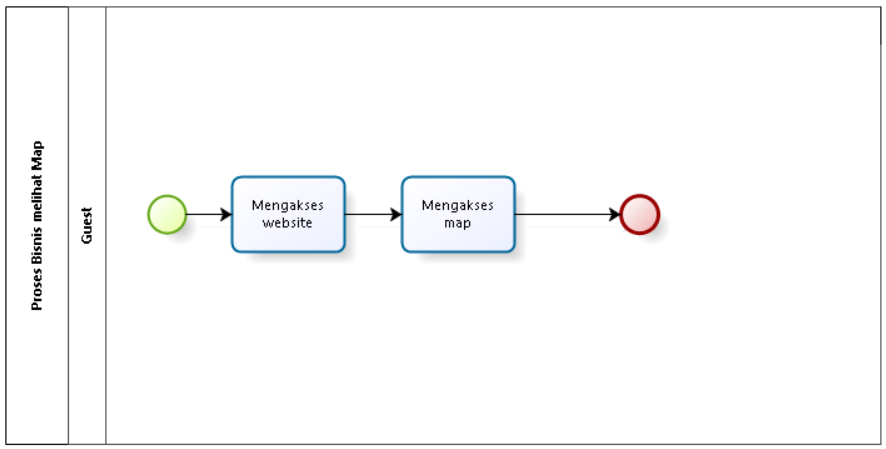 Proses Bisnis melihat Map
Guest
Mengakses
website
Mengakses
map